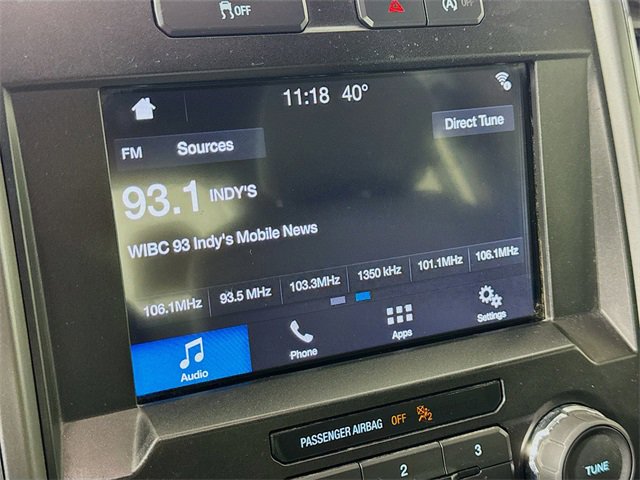 OFF
A OFF
11:18 40°
FM Sources Direct Tune
93.1 INDY'S
WIBC 93 Indy's Mobile News
106.1MHz 93.5 MHz 103.3MHz 1350 kHz 101.1MHz 106.1MHz
Audio Phone Apps Settings
PASSENGER AIRBAG OFF 2
2 3
TUNE